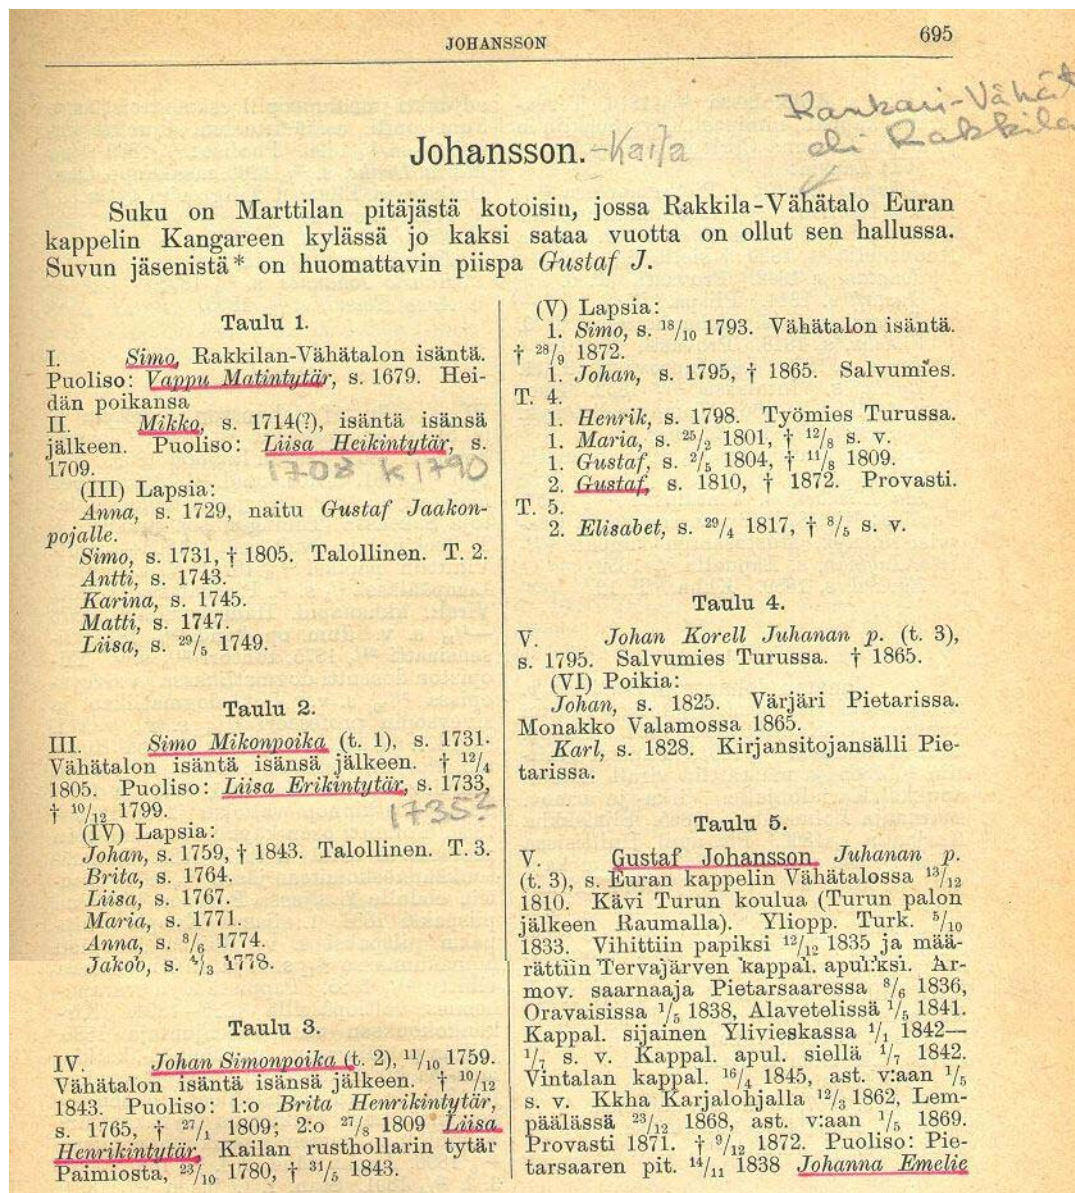 JOHANSSON
695
Kankari-Vähät
eli Rakkila
Johansson. -Kaila
Suku on Marttilan pitäjästä kotoisin, jossa Rakkila-Vähätalo Euran
kappelin Kangareen kylässä jo kaksi sataa vuotta on ollut sen hallussa.
Suvun jäsenistä* on huomattavin piispa Gustaf J.
Taulu 1.
I. Simo, Rakkilan-Vähätalon isäntä.
Puoliso: Vappu Matintytär, s. 1679. Hei-
dän poikansa
II. Mikko, s. 1714(?), isäntä isänsä
jälkeen. Puoliso: Liisa Heikintytär, s.
1709.
1708 k 1790
(III) Lapsia:
Anna, s. 1729, naitu Gustaf Jaakon-
pojalle.
Simo, s. 1731, † 1805. Talollinen. T. 2.
Antti, s. 1743.
Karina, s. 1745.
Matti, s. 1747.
Liisa, s. 29/5 1749.
Taulu 2.
III. Simo Mikonpoika (t. 1), s. 1731.
Vähätalon isäntä isänsä jälkeen. † 12/4
1805. Puoliso: Liisa Erikintytär, s. 1733,
† 10/12 1799.
1735?
(IV) Lapsia:
Johan, s. 1759, † 1843. Talollinen. T. 3.
Brita, s. 1764.
Liisa, s. 1767.
Maria, s. 1771.
Anna, s. 8/6 1774.
Jakob, s. 4/3 1778.
Taulu 3.
IV. Johan Simonpoika (t. 2), 11/10 1759.
Vähätalon isäntä isänsä jälkeen. † 10/12
1843. Puoliso: 1:o Brita Henrikintytär,
s. 1765, † 27/1 1809; 2:o 27/8 1809 Liisa
Henrikintytär, Kailan rusthollarin tytär
Paimiosta, 23/10 1780, † 31/5 1843.
(V) Lapsia:
1. Simo, s. 18/10 1793. Vähätalon isäntä.
† 28/9 1872.
1. Johan, s. 1795, † 1865. Salvumies.
T. 4.
1. Henrik, s. 1798. Työmies Turussa.
1. Maria, s. 25/2 1801, † 12/8 s. v.
1. Gustaf, s. 2/5 1804, † 11/8 1809.
2. Gustaf, s. 1810, † 1872. Provasti.
T. 5.
2. Elisabet, s. 29/4 1817, † 8/5 s. v.
Taulu 4.
V. Johan Korell Juhanan p. (t. 3),
s. 1795. Salvumies Turussa. † 1865.
(VI) Poikia:
Johan, s. 1825. Värjäri Pietarissa.
Monakko Valamossa 1865.
Karl, s. 1828. Kirjansitojansälli Pie-
tarissa.
Taulu 5.
V. Gustaf Johansson Juhanan p.
(t. 3), s. Euran kappelin Vähätalossa 13/12
1810. Kävi Turun koulua (Turun palon
jälkeen Raumalla). Yliopp. Turk. 5/10
1833. Vihittiin papiksi 12/12 1835 ja mää-
rättiin Tervajärven kappal. apul:ksi. Ar-
mov. saarnaaja Pietarsaaressa 8/6 1836,
Oravaisissa 1/5 1838, Alavetelissä 1/5 1841.
Kappal. sijainen Ylivieskassa 1/1 1842—
1/7 s. v. Kappal. apul. siellä 1/7 1842.
Vintalan kappal. 16/4 1845, ast. v:aan 1/5
s. v. Kkha Karjalohjalla 12/3 1862, Lem-
päälässä 23/12 1868, ast. v:aan 1/5 1869.
Provasti 1871. † 9/12 1872. Puoliso: Pie-
tarsaaren pit. 14/11 1838 Johanna Emelie